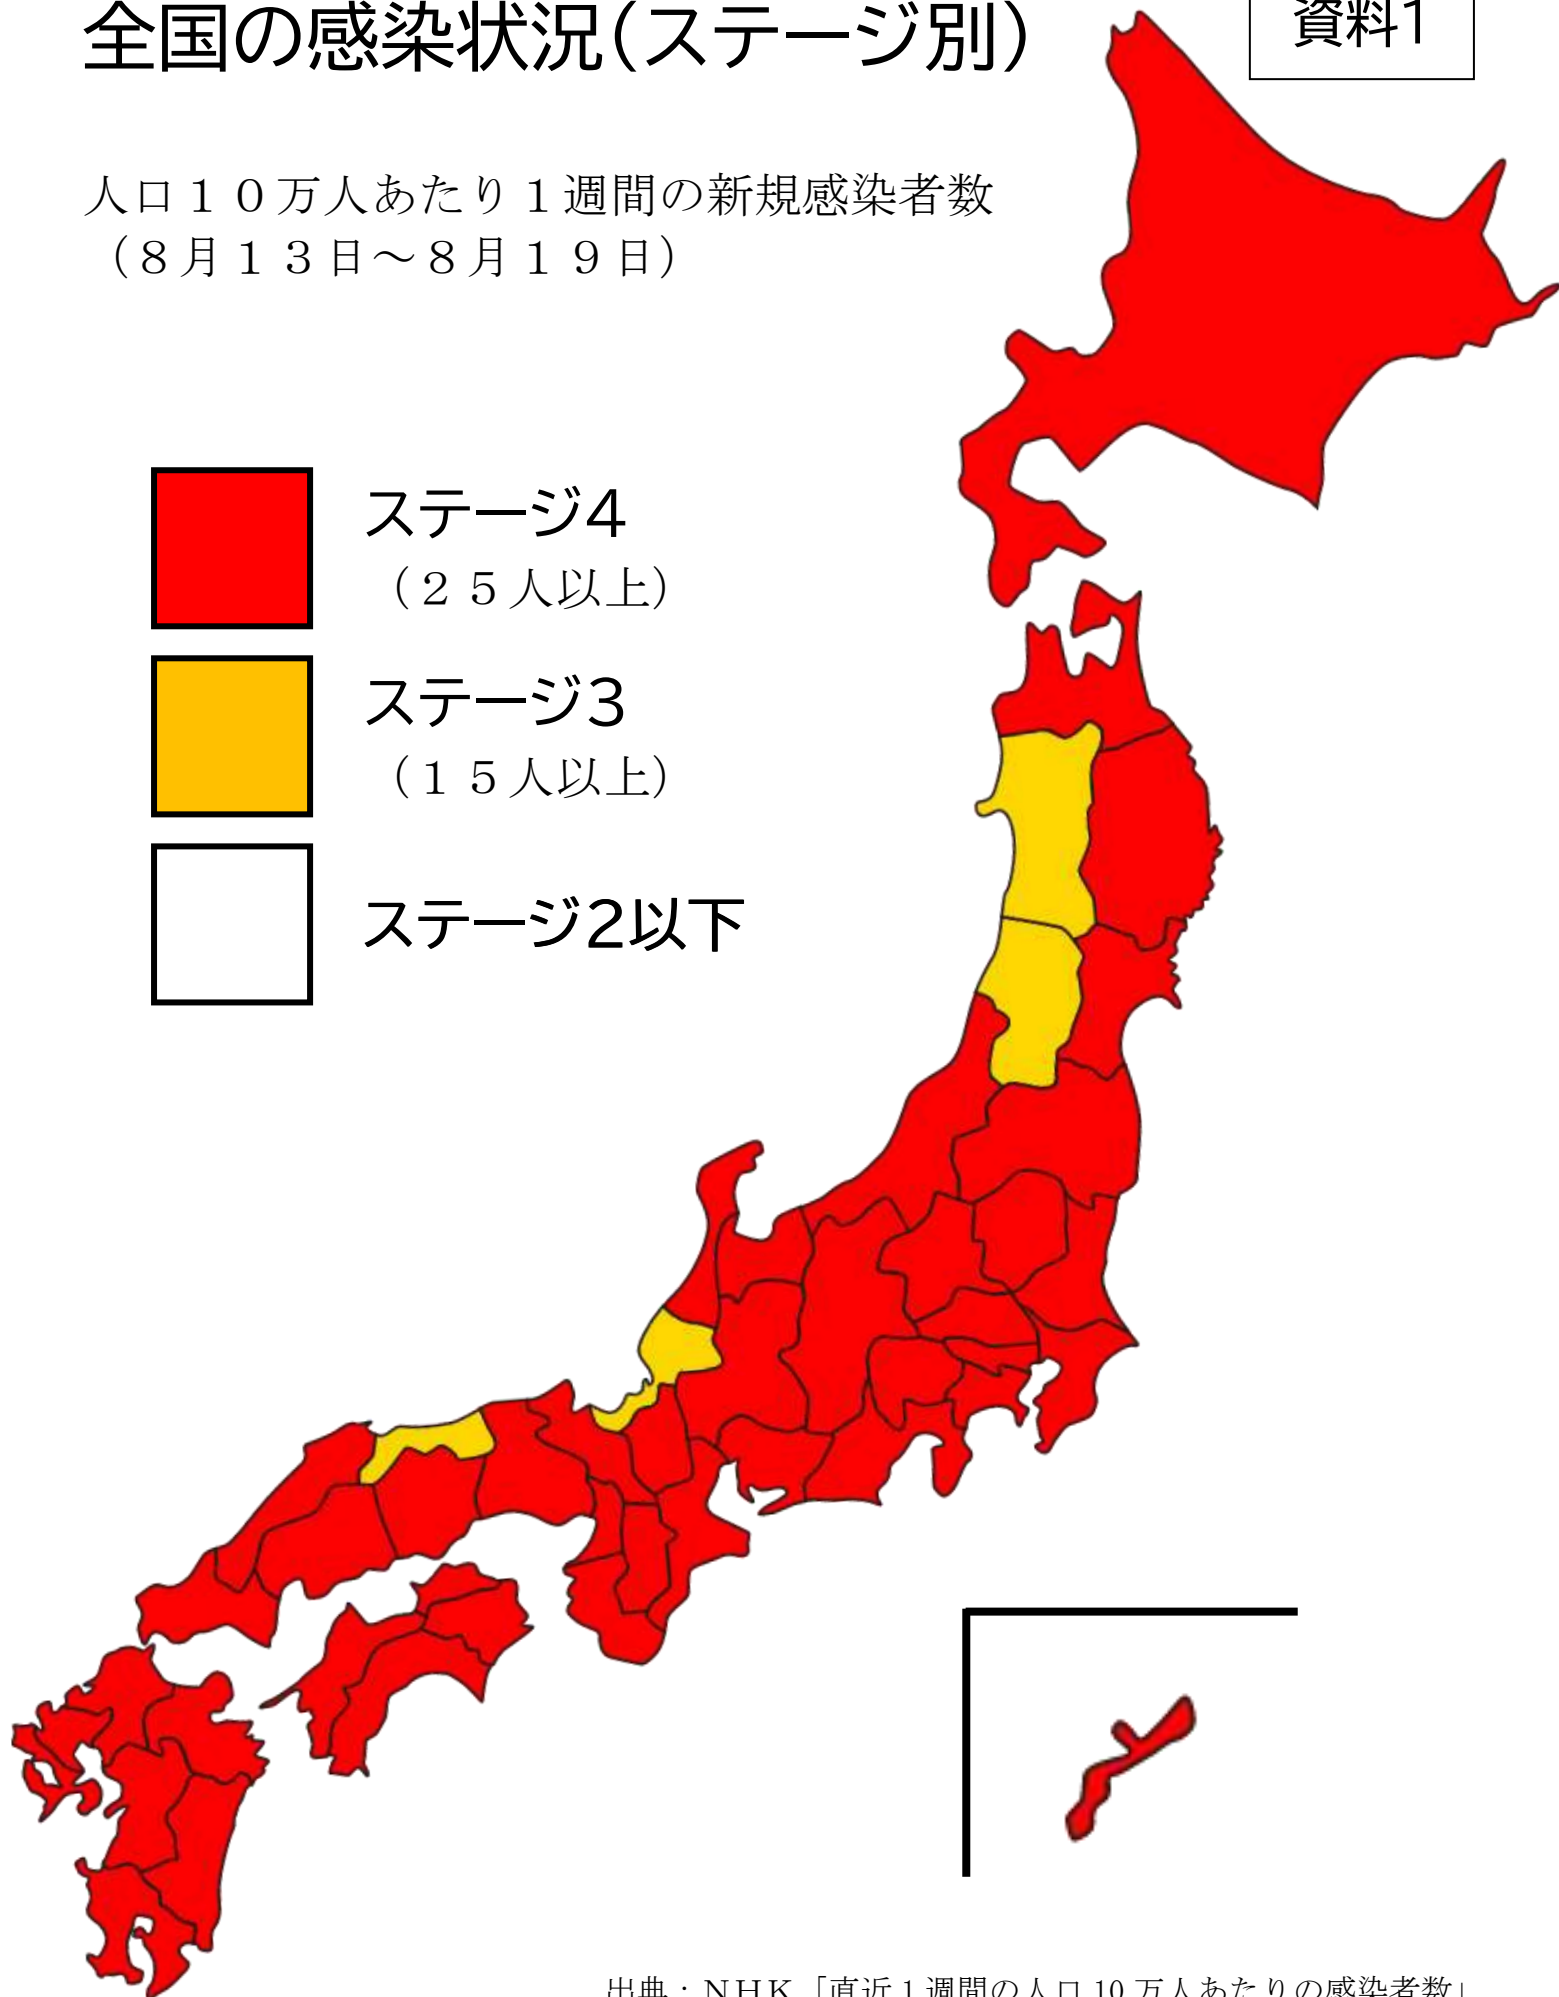 全国の感染状況(ステージ別)
資料1
人口１０万人あたり１週間の新規感染者数
（８月１３日～８月１９日）
ステージ4
（２５人以上）
ステージ3
（１５人以上）
ステージ2以下
出典：ＮＨＫ「直近１週間の人口 10 万人あたりの感染者数」